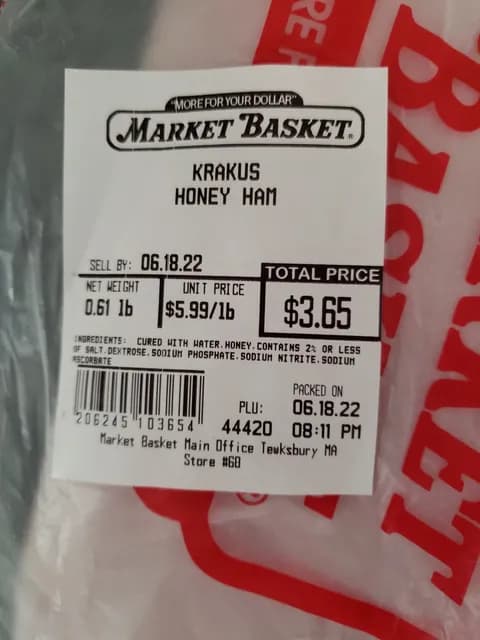 "MORE FOR YOUR DOLLAR"
MARKET BASKET.
KRAKUS
HONEY HAM
SELL BY: 06.18.22
TOTAL PRICE
NET WEIGHT UNIT PRICE
0.61 lb $5.99/lb $3.65
INGREDIENTS: CURED WITH WATER.HONEY.CONTAINS 2% OR LESS
OF SALT.DEXTROSE.SODIUM PHOSPHATE.SODIUM NITRITE.SODIUM
ASCORBATE
PACKED ON
PLU: 06.18.22
44420 08:11 PM
206245 103654
Market Basket Main Office Tewksbury MA
Store #60
RE F
BASKET